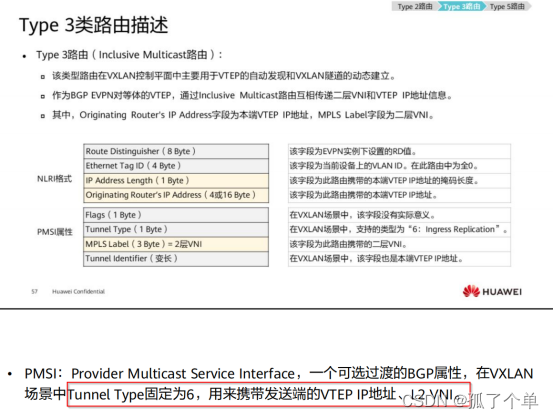 Type 2路由 Type 3路由 Type 5路由
Type 3类路由描述
• Type 3路由（Inclusive Multicast路由）：
该类型路由在VXLAN控制平面中主要用于VTEP的自动发现和VXLAN隧道的动态建立。
作为BGP EVPN对等体的VTEP，通过Inclusive Multicast路由互相传递二层VNI和VTEP IP地址信息。
其中，Originating Router's IP Address字段为本端VTEP IP地址，MPLS Label字段为二层VNI。
NLRI格式
Route Distinguisher（8 Byte） 该字段为EVPN实例下设置的RD值。
Ethernet Tag ID（4 Byte） 该字段为当前设备上的VLAN ID。在此路由中为全0。
IP Address Length（1 Byte） 该字段为此路由携带的本端VTEP IP地址的掩码长度。
Originating Router's IP Address（4或16 Byte） 该字段为此路由携带的本端VTEP IP地址。
PMSI属性
Flags（1 Byte） 在VXLAN场景中，该字段没有实际意义。
Tunnel Type（1 Byte） 在VXLAN场景中，支持的类型为“6：Ingress Replication”。
MPLS Label（3 Byte）= 2层VNI 该字段为此路由携带的二层VNI。
Tunnel Identifier（变长） 在VXLAN场景中，该字段也是本端VTEP IP地址。
57 Huawei Confidential HUAWEI
• PMSI：Provider Multicast Service Interface，一个可选过渡的BGP属性，在VXLAN
场景中Tunnel Type固定为6，用来携带发送端的VTEP IP地址、L2 VNI。
CSDN @孤了个单